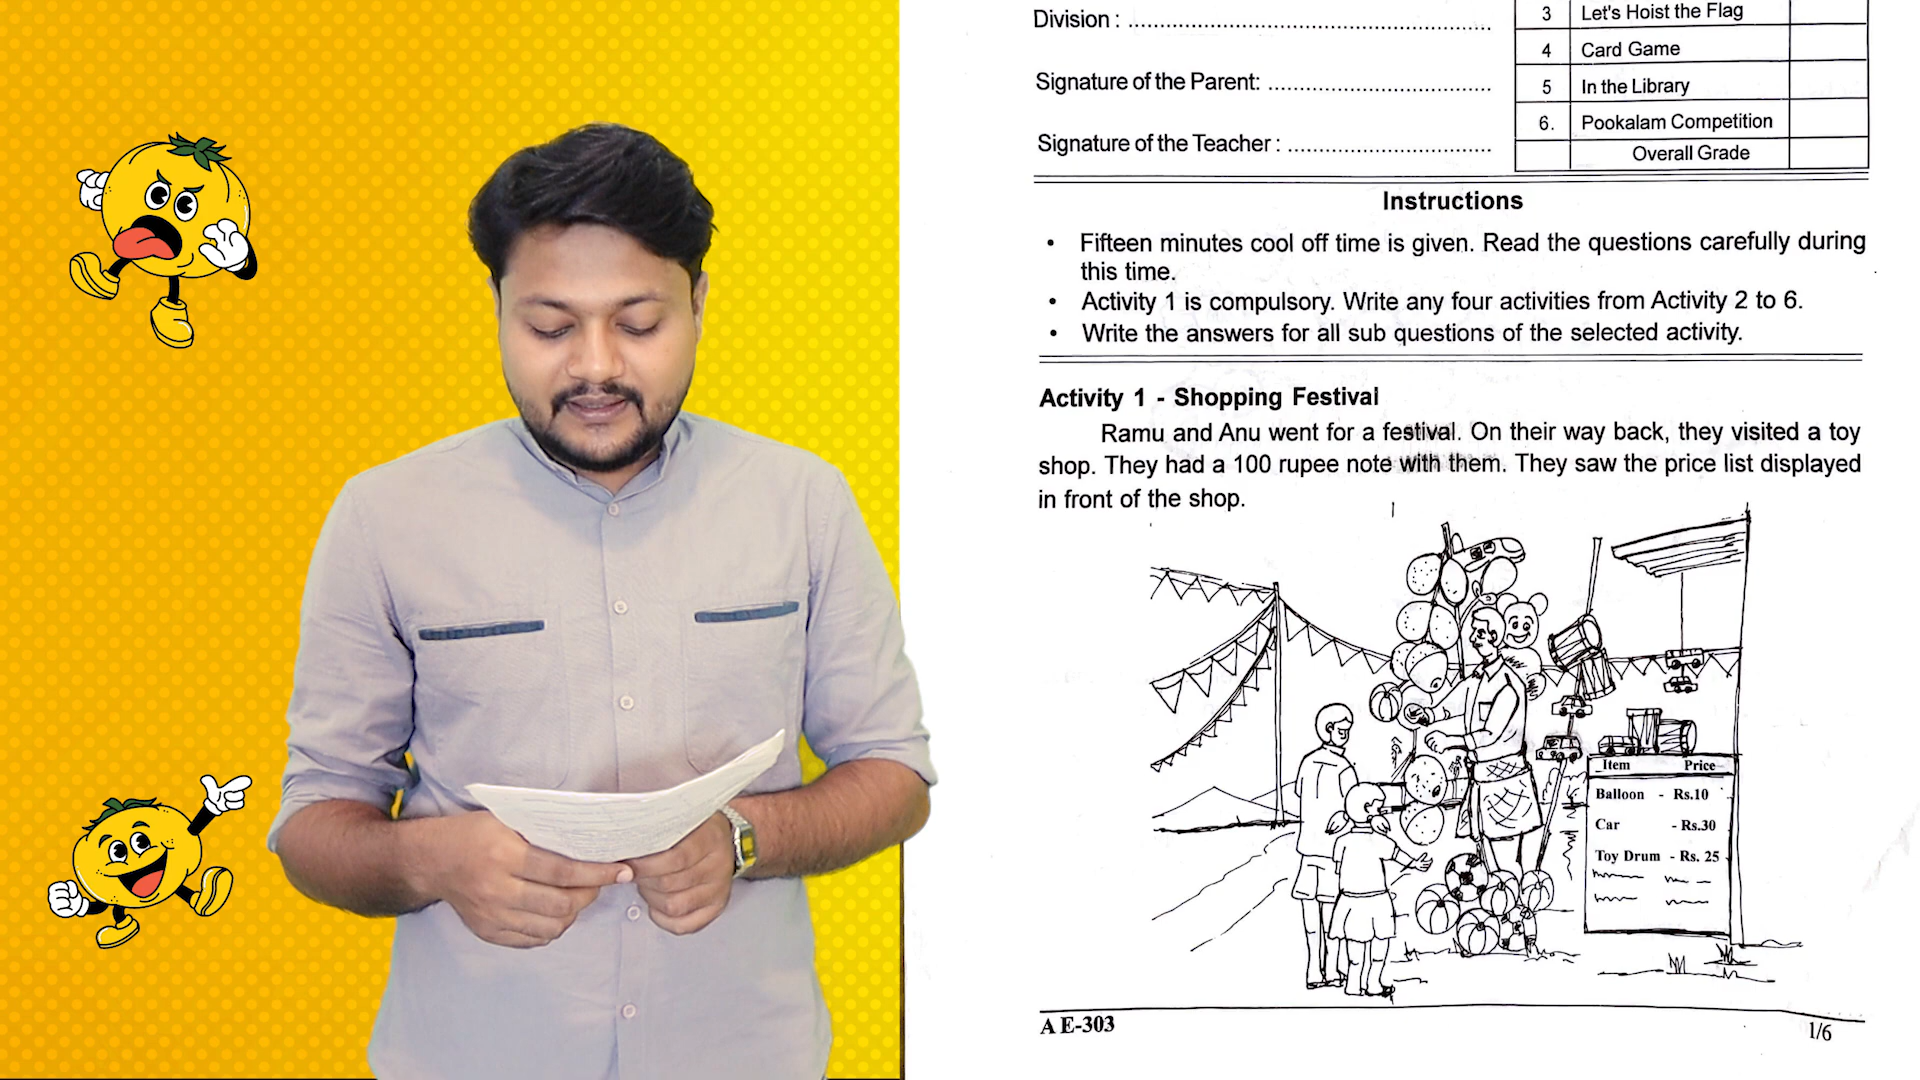 Division : ..........................................................
Signature of the Parent: ....................................
Signature of the Teacher : .................................
3 Let's Hoist the Flag
4 Card Game
5 In the Library
6. Pookalam Competition
Overall Grade
Instructions
• Fifteen minutes cool off time is given. Read the questions carefully during
this time.
• Activity 1 is compulsory. Write any four activities from Activity 2 to 6.
• Write the answers for all sub questions of the selected activity.
Activity 1 - Shopping Festival
Ramu and Anu went for a festival. On their way back, they visited a toy
shop. They had a 100 rupee note with them. They saw the price list displayed
in front of the shop.
Item Price
Balloon - Rs.10
Car - Rs.30
Toy Drum - Rs. 25
A E-303
1/6